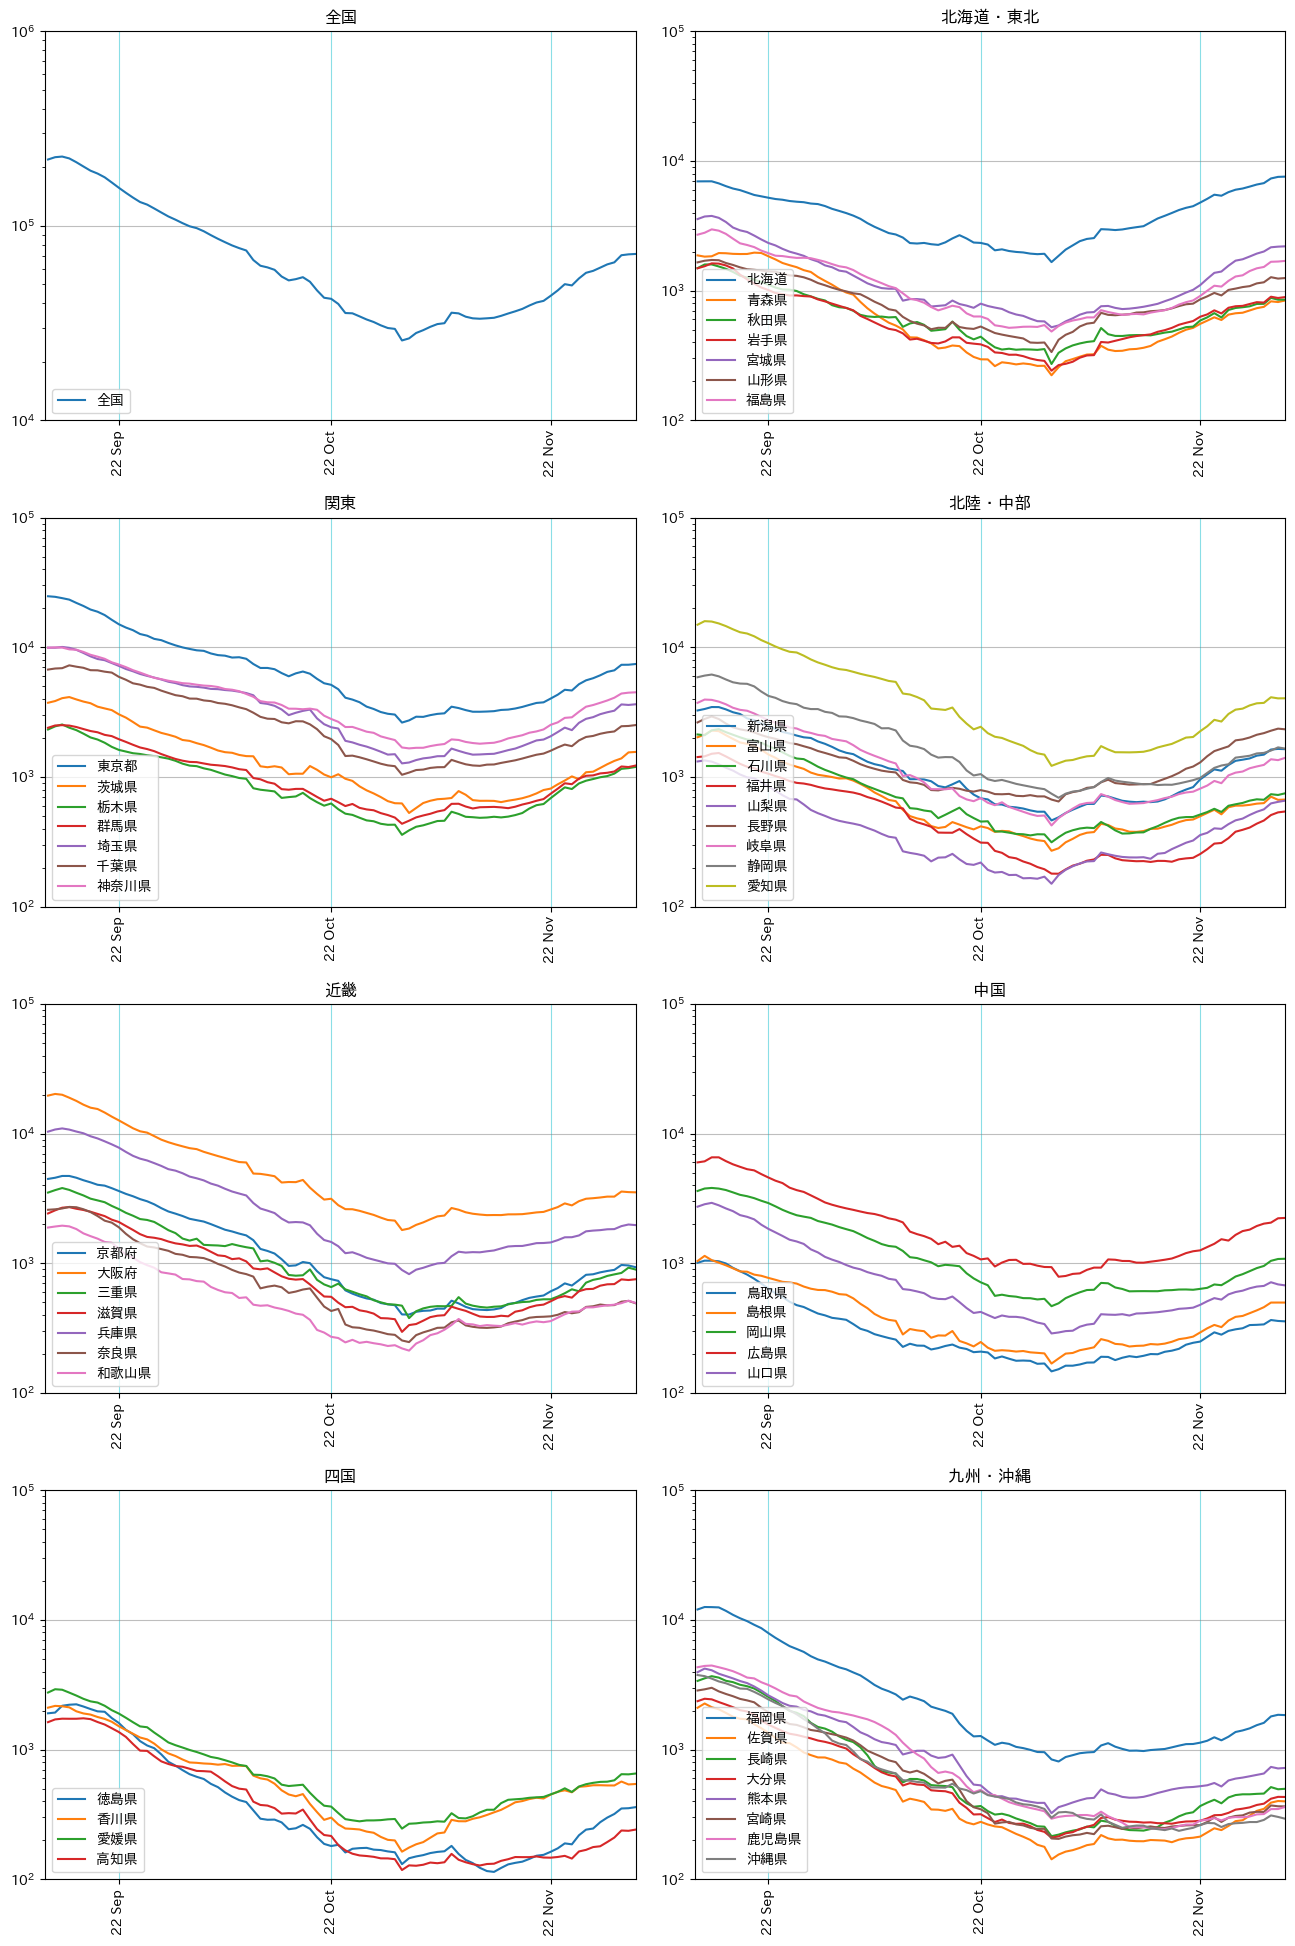 全国
10^6
10^5
10^4
22 Sep
22 Oct
22 Nov
全国
北海道・東北
10^5
10^4
10^3
10^2
22 Sep
22 Oct
22 Nov
北海道
青森県
秋田県
岩手県
宮城県
山形県
福島県
関東
10^5
10^4
10^3
10^2
22 Sep
22 Oct
22 Nov
東京都
茨城県
栃木県
群馬県
埼玉県
千葉県
神奈川県
北陸・中部
10^5
10^4
10^3
10^2
22 Sep
22 Oct
22 Nov
新潟県
富山県
石川県
福井県
山梨県
長野県
岐阜県
静岡県
愛知県
近畿
10^5
10^4
10^3
10^2
22 Sep
22 Oct
22 Nov
京都府
大阪府
三重県
滋賀県
兵庫県
奈良県
和歌山県
中国
10^5
10^4
10^3
10^2
22 Sep
22 Oct
22 Nov
鳥取県
島根県
岡山県
広島県
山口県
四国
10^5
10^4
10^3
10^2
22 Sep
22 Oct
22 Nov
徳島県
香川県
愛媛県
高知県
九州・沖縄
10^5
10^4
10^3
10^2
22 Sep
22 Oct
22 Nov
福岡県
佐賀県
長崎県
大分県
熊本県
宮崎県
鹿児島県
沖縄県